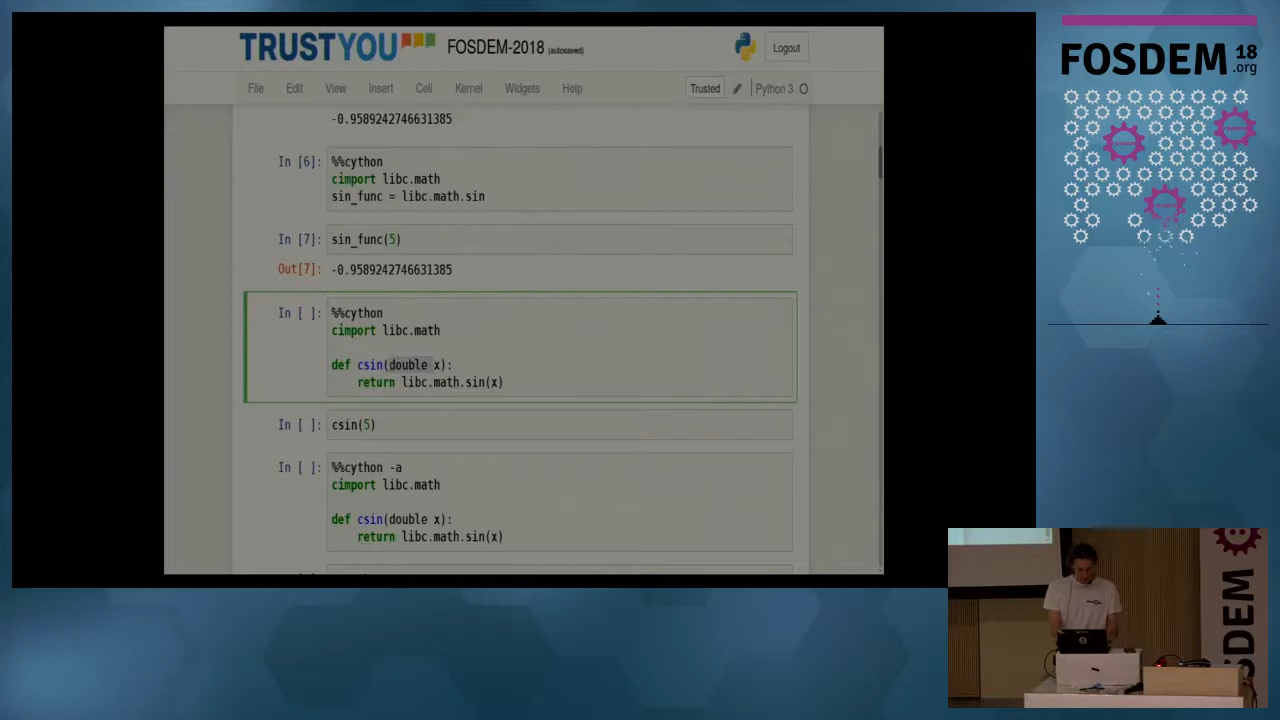 TRUSTYOU FOSDEM-2018 (autosaved) Logout
File Edit View Insert Cell Kernel Widgets Help Trusted Python 3
-0.9589242746631385
In [6]: %%cython
cimport libc.math
sin_func = libc.math.sin
In [7]: sin_func(5)
Out[7]: -0.9589242746631385
In [ ]: %%cython
cimport libc.math
def csin(double x):
return libc.math.sin(x)
In [ ]: csin(5)
In [ ]: %%cython -a
cimport libc.math
def csin(double x):
return libc.math.sin(x)
FOSDEM 18
.org
SDEM